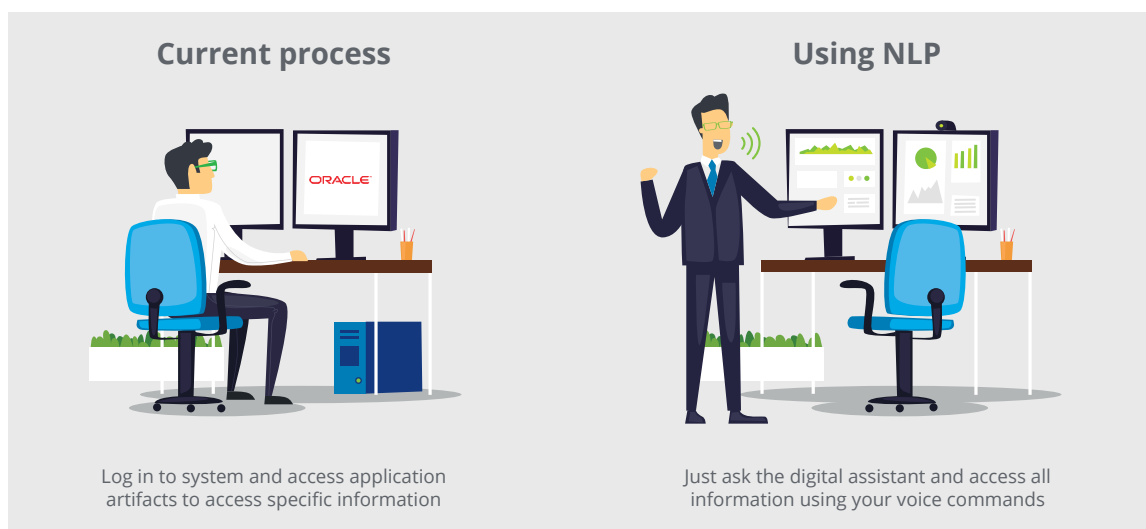 Current process
ORACLE
Log in to system and access application
artifacts to access specific information
Using NLP
Just ask the digital assistant and access all
information using your voice commands